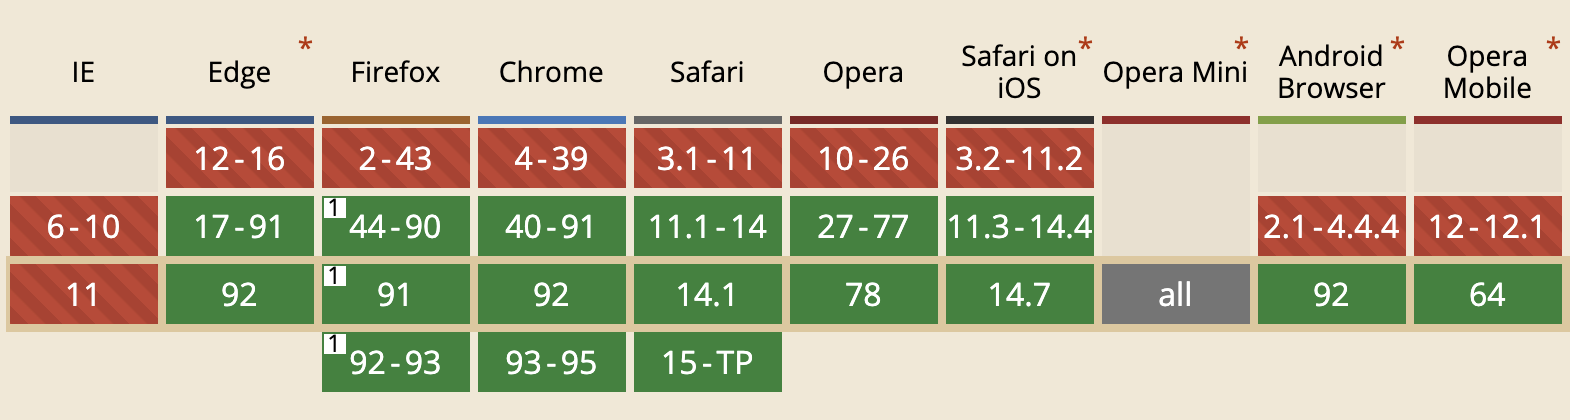 IE Edge * Firefox Chrome Safari Opera Safari on iOS * Opera Mini * Android Browser * Opera Mobile *
12-16 2-43 4-39 3.1-11 10-26 3.2-11.2
6-10 17-91 1 44-90 40-91 11.1-14 27-77 11.3-14.4 2.1-4.4.4 12-12.1
11 92 1 91 92 14.1 78 14.7 all 92 64
1 92-93 93-95 15-TP